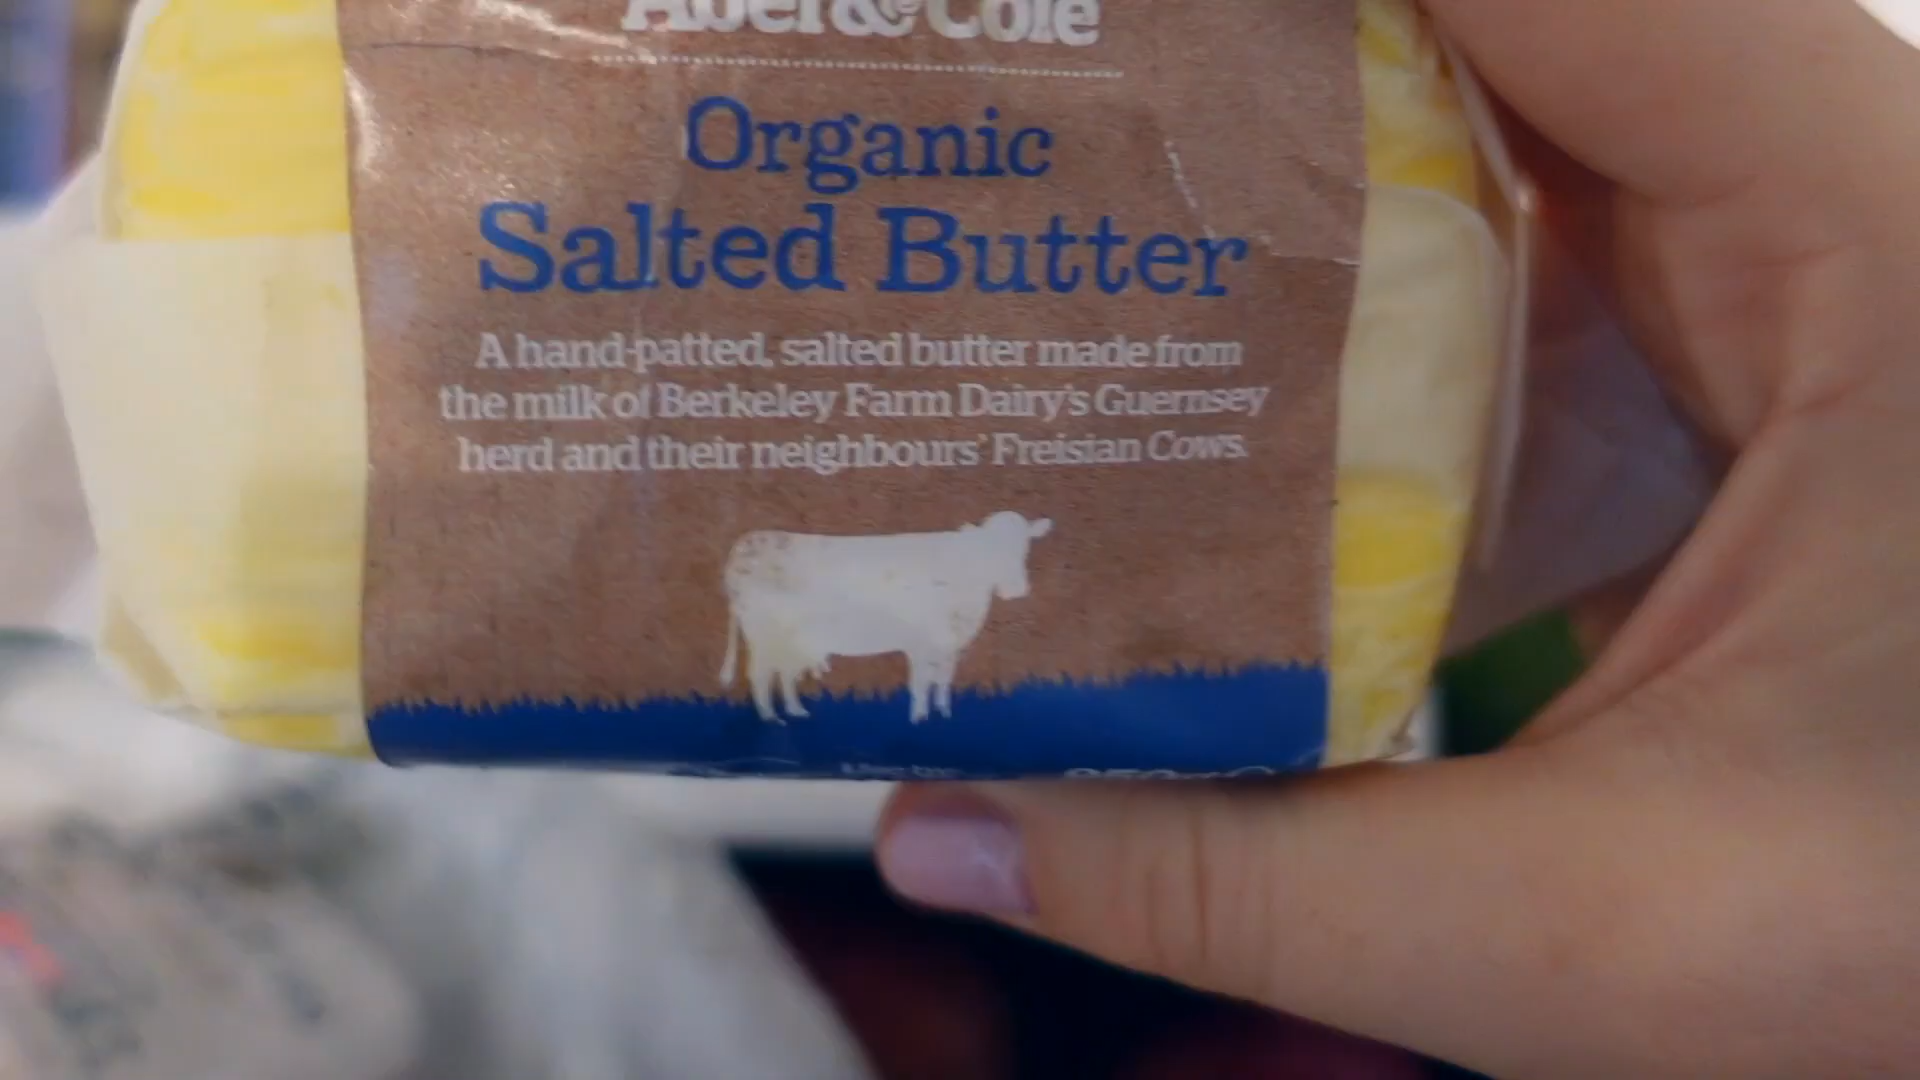 Abel & Cole
Organic
Salted Butter
A hand-patted, salted butter made from
the milk of Berkeley Farm Dairy's Guernsey
herd and their neighbours' Freisian Cows.